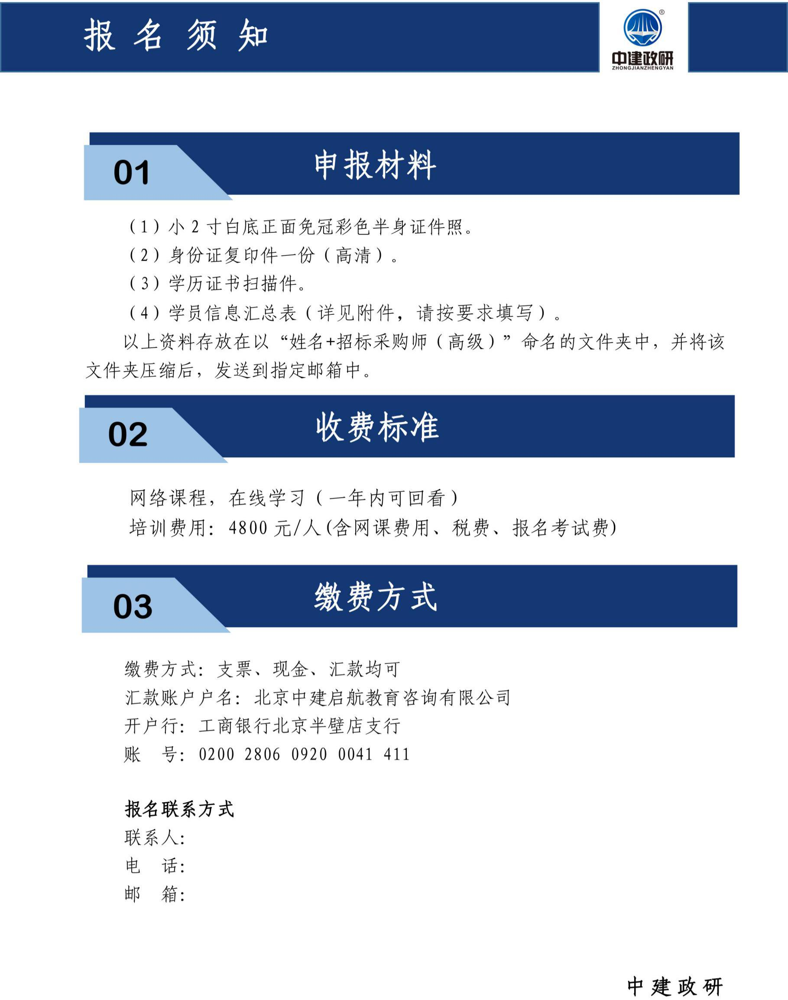 报名须知
®
中建政研
ZHONGJIANZHENGYAN
01
申报材料
（1）小 2 寸白底正面免冠彩色半身证件照。
（2）身份证复印件一份（高清）。
（3）学历证书扫描件。
（4）学员信息汇总表（详见附件，请按要求填写）。
以上资料存放在以“姓名+招标采购师（高级）”命名的文件夹中，并将该
文件夹压缩后，发送到指定邮箱中。
02
收费标准
网络课程，在线学习（一年内可回看）
培训费用：4800 元/人(含网课费用、税费、报名考试费)
03
缴费方式
缴费方式：支票、现金、汇款均可
汇款账户户名：北京中建启航教育咨询有限公司
开户行：工商银行北京半壁店支行
账　号：0200 2806 0920 0041 411
报名联系方式
联系人：
电　话：
邮　箱：
中建政研